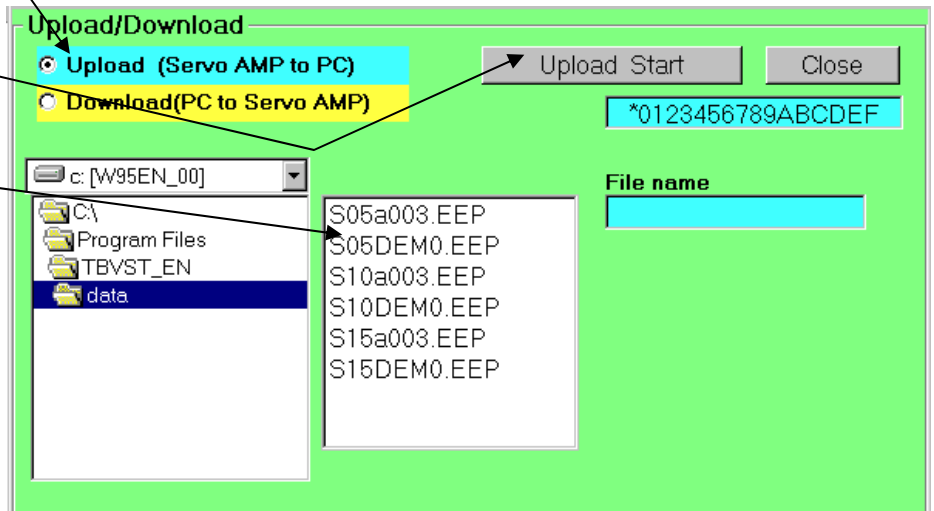 Upload/Download
Upload (Servo AMP to PC)
Download(PC to Servo AMP)
Upload Start
Close
*0123456789ABCDEF
c: [W95EN_00]
C:\
Program Files
TBVST_EN
data
S05a003.EEP
S05DEM0.EEP
S10a003.EEP
S10DEM0.EEP
S15a003.EEP
S15DEM0.EEP
File name